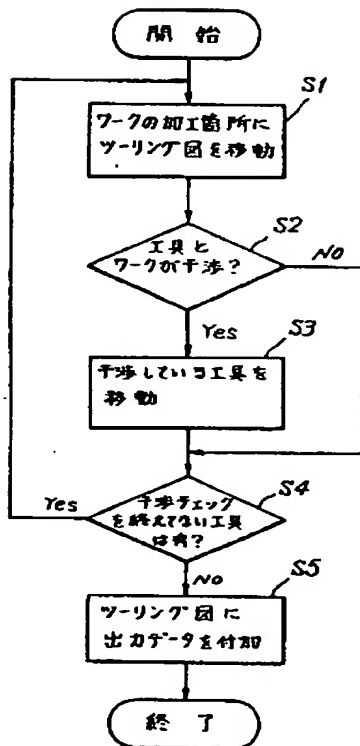 開始
S1
ワークの加工箇所に
ツーリング図を移動
S2
工具と
ワークが干渉?
NO
Yes
S3
干渉している工具を
移動
S4
Yes
干渉チェック
を終えてない工具
は有?
NO
S5
ツーリング図に
出力データを付加
終了